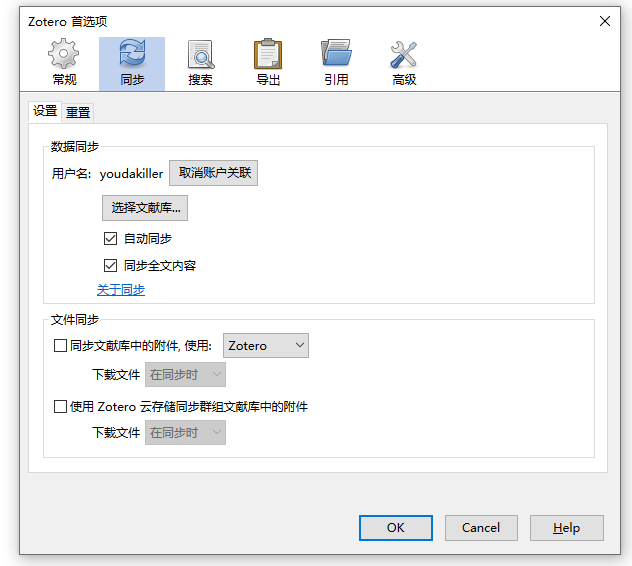 Zotero 首选项
常规 同步 搜索 导出 引用 高级
设置 重置
数据同步
用户名: youdakiller 取消账户关联
选择文献库...
自动同步
同步全文内容
关于同步
文件同步
同步文献库中的附件, 使用: Zotero
下载文件 在同步时
使用 Zotero 云存储同步群组文献库中的附件
下载文件 在同步时
OK Cancel Help